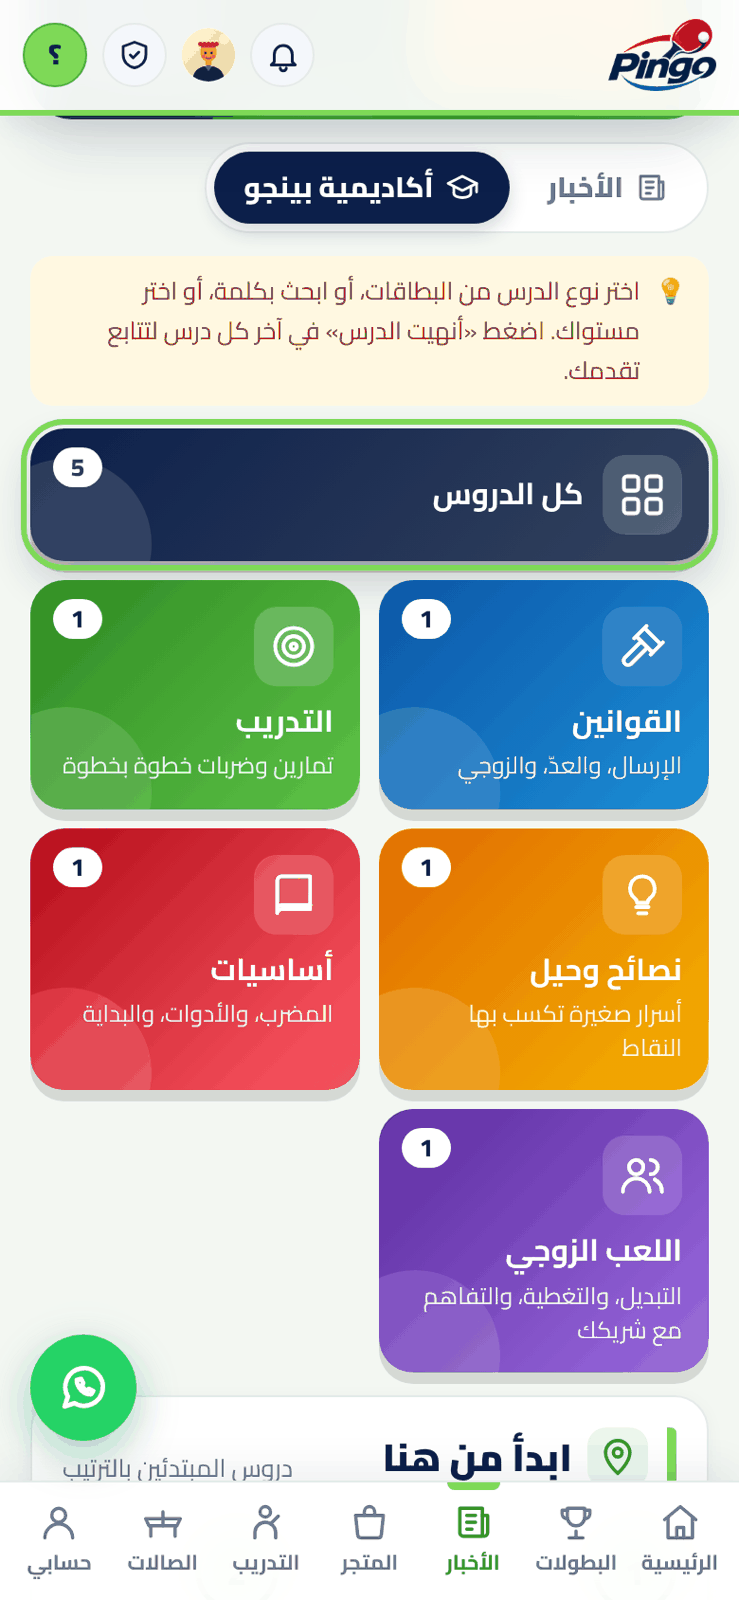 Pingo
؟
الأخبار
أكاديمية بينجو
اختر نوع الدرس من البطاقات، أو ابحث بكلمة، أو اختر
مستواك. اضغط «أنهيت الدرس» في آخر كل درس لتتابع
تقدمك.
كل الدروس
5
القوانين
الإرسال، والعدّ، والزوجي
1
التدريب
تمارين وضربات خطوة بخطوة
1
نصائح وحيل
أسرار صغيرة تكسب بها
النقاط
1
أساسيات
المضرب، والأدوات، والبداية
1
اللعب الزوجي
التبديل، والتغطية، والتفاهم
مع شريكك
1
ابدأ من هنا
دروس المبتدئين بالترتيب
الرئيسية
البطولات
الأخبار
المتجر
التدريب
الصالات
حسابي